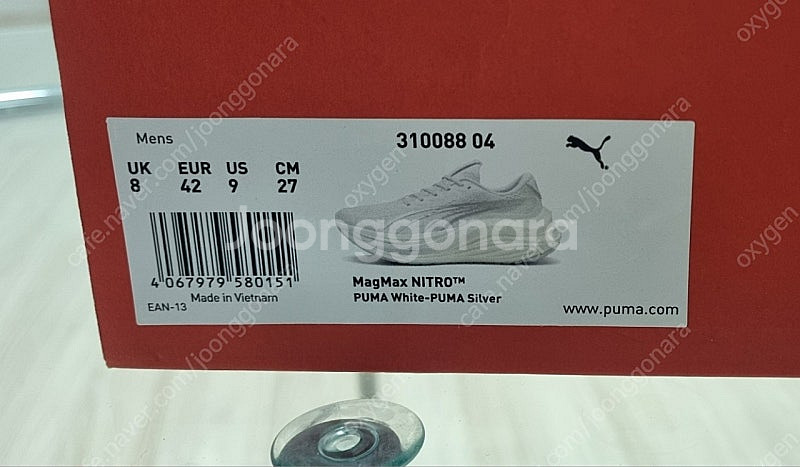 Mens
310088 04
UK EUR US CM
8 42 9 27
4 067979 580151
Made in Vietnam
EAN-13
MagMax NITRO™
PUMA White-PUMA Silver
www.puma.com
Joonggonara
cafe.naver.com/joonggonara
oxygen